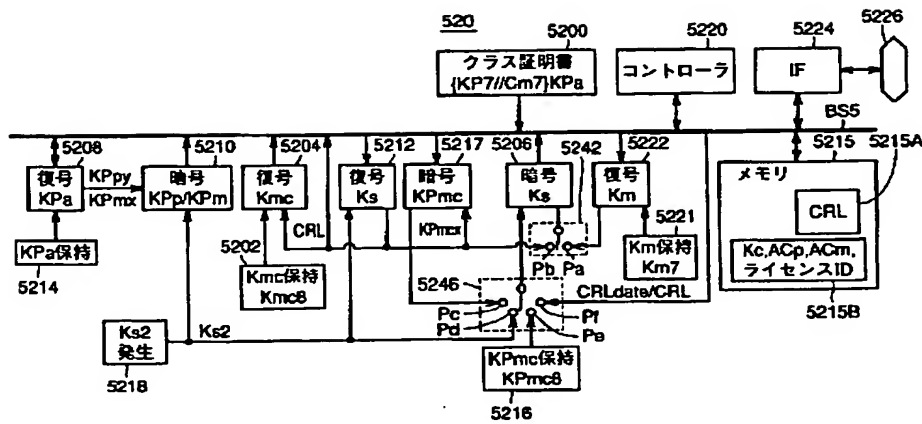 520
5200
5220
5224
5226
クラス証明書
{KP7//Cm7}KPa
コントローラ
IF
BS5
5208
5210
5204
5212
5217
5206
5242
5222
5215
5215A
復号
KPa
KPpy
KPmx
暗号
KPp/KPm
復号
Kmc
CRL
復号
Ks
暗号
KPmc
KPmcx
暗号
Ks
復号
Km
メモリ
CRL
Kc,ACp,ACm,
ライセンスID
5215B
KPa保持
5214
5202
Kmc保持
Kmc8
Pb
Pa
5221
Km保持
Km7
5246
Pc
Pd
Pf
Pe
CRLdate/CRL
Ks2
発生
5218
Ks2
KPmc保持
KPmc8
5216